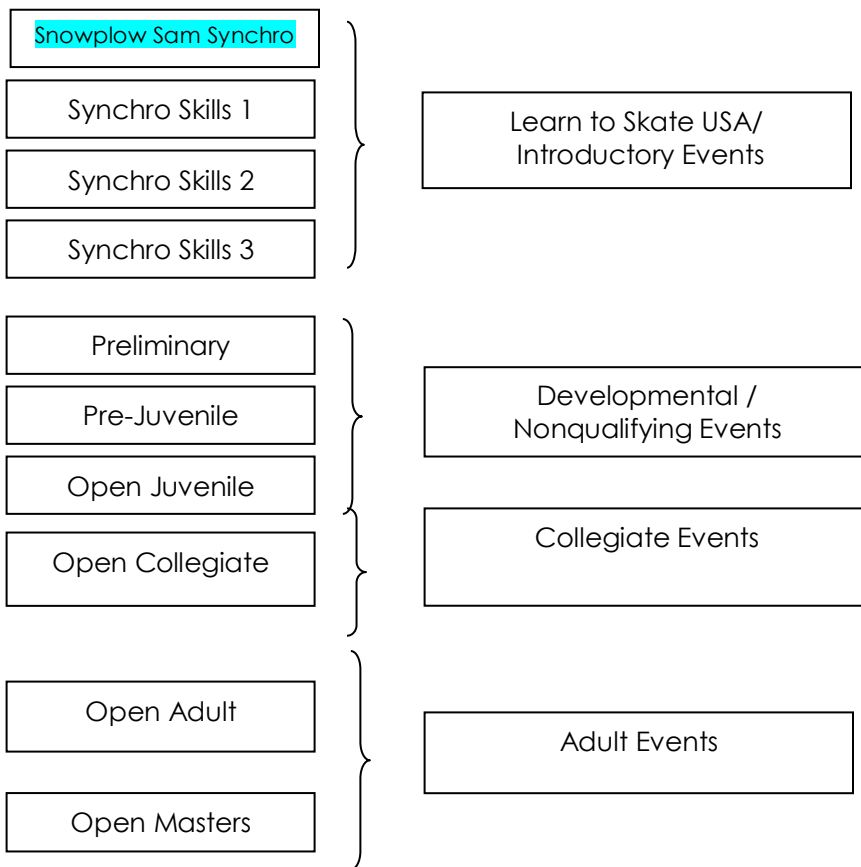 Snowplow Sam Synchro
Synchro Skills 1
Synchro Skills 2
Synchro Skills 3
Learn to Skate USA/
Introductory Events
Preliminary
Pre-Juvenile
Open Juvenile
Developmental /
Nonqualifying Events
Open Collegiate
Collegiate Events
Open Adult
Open Masters
Adult Events